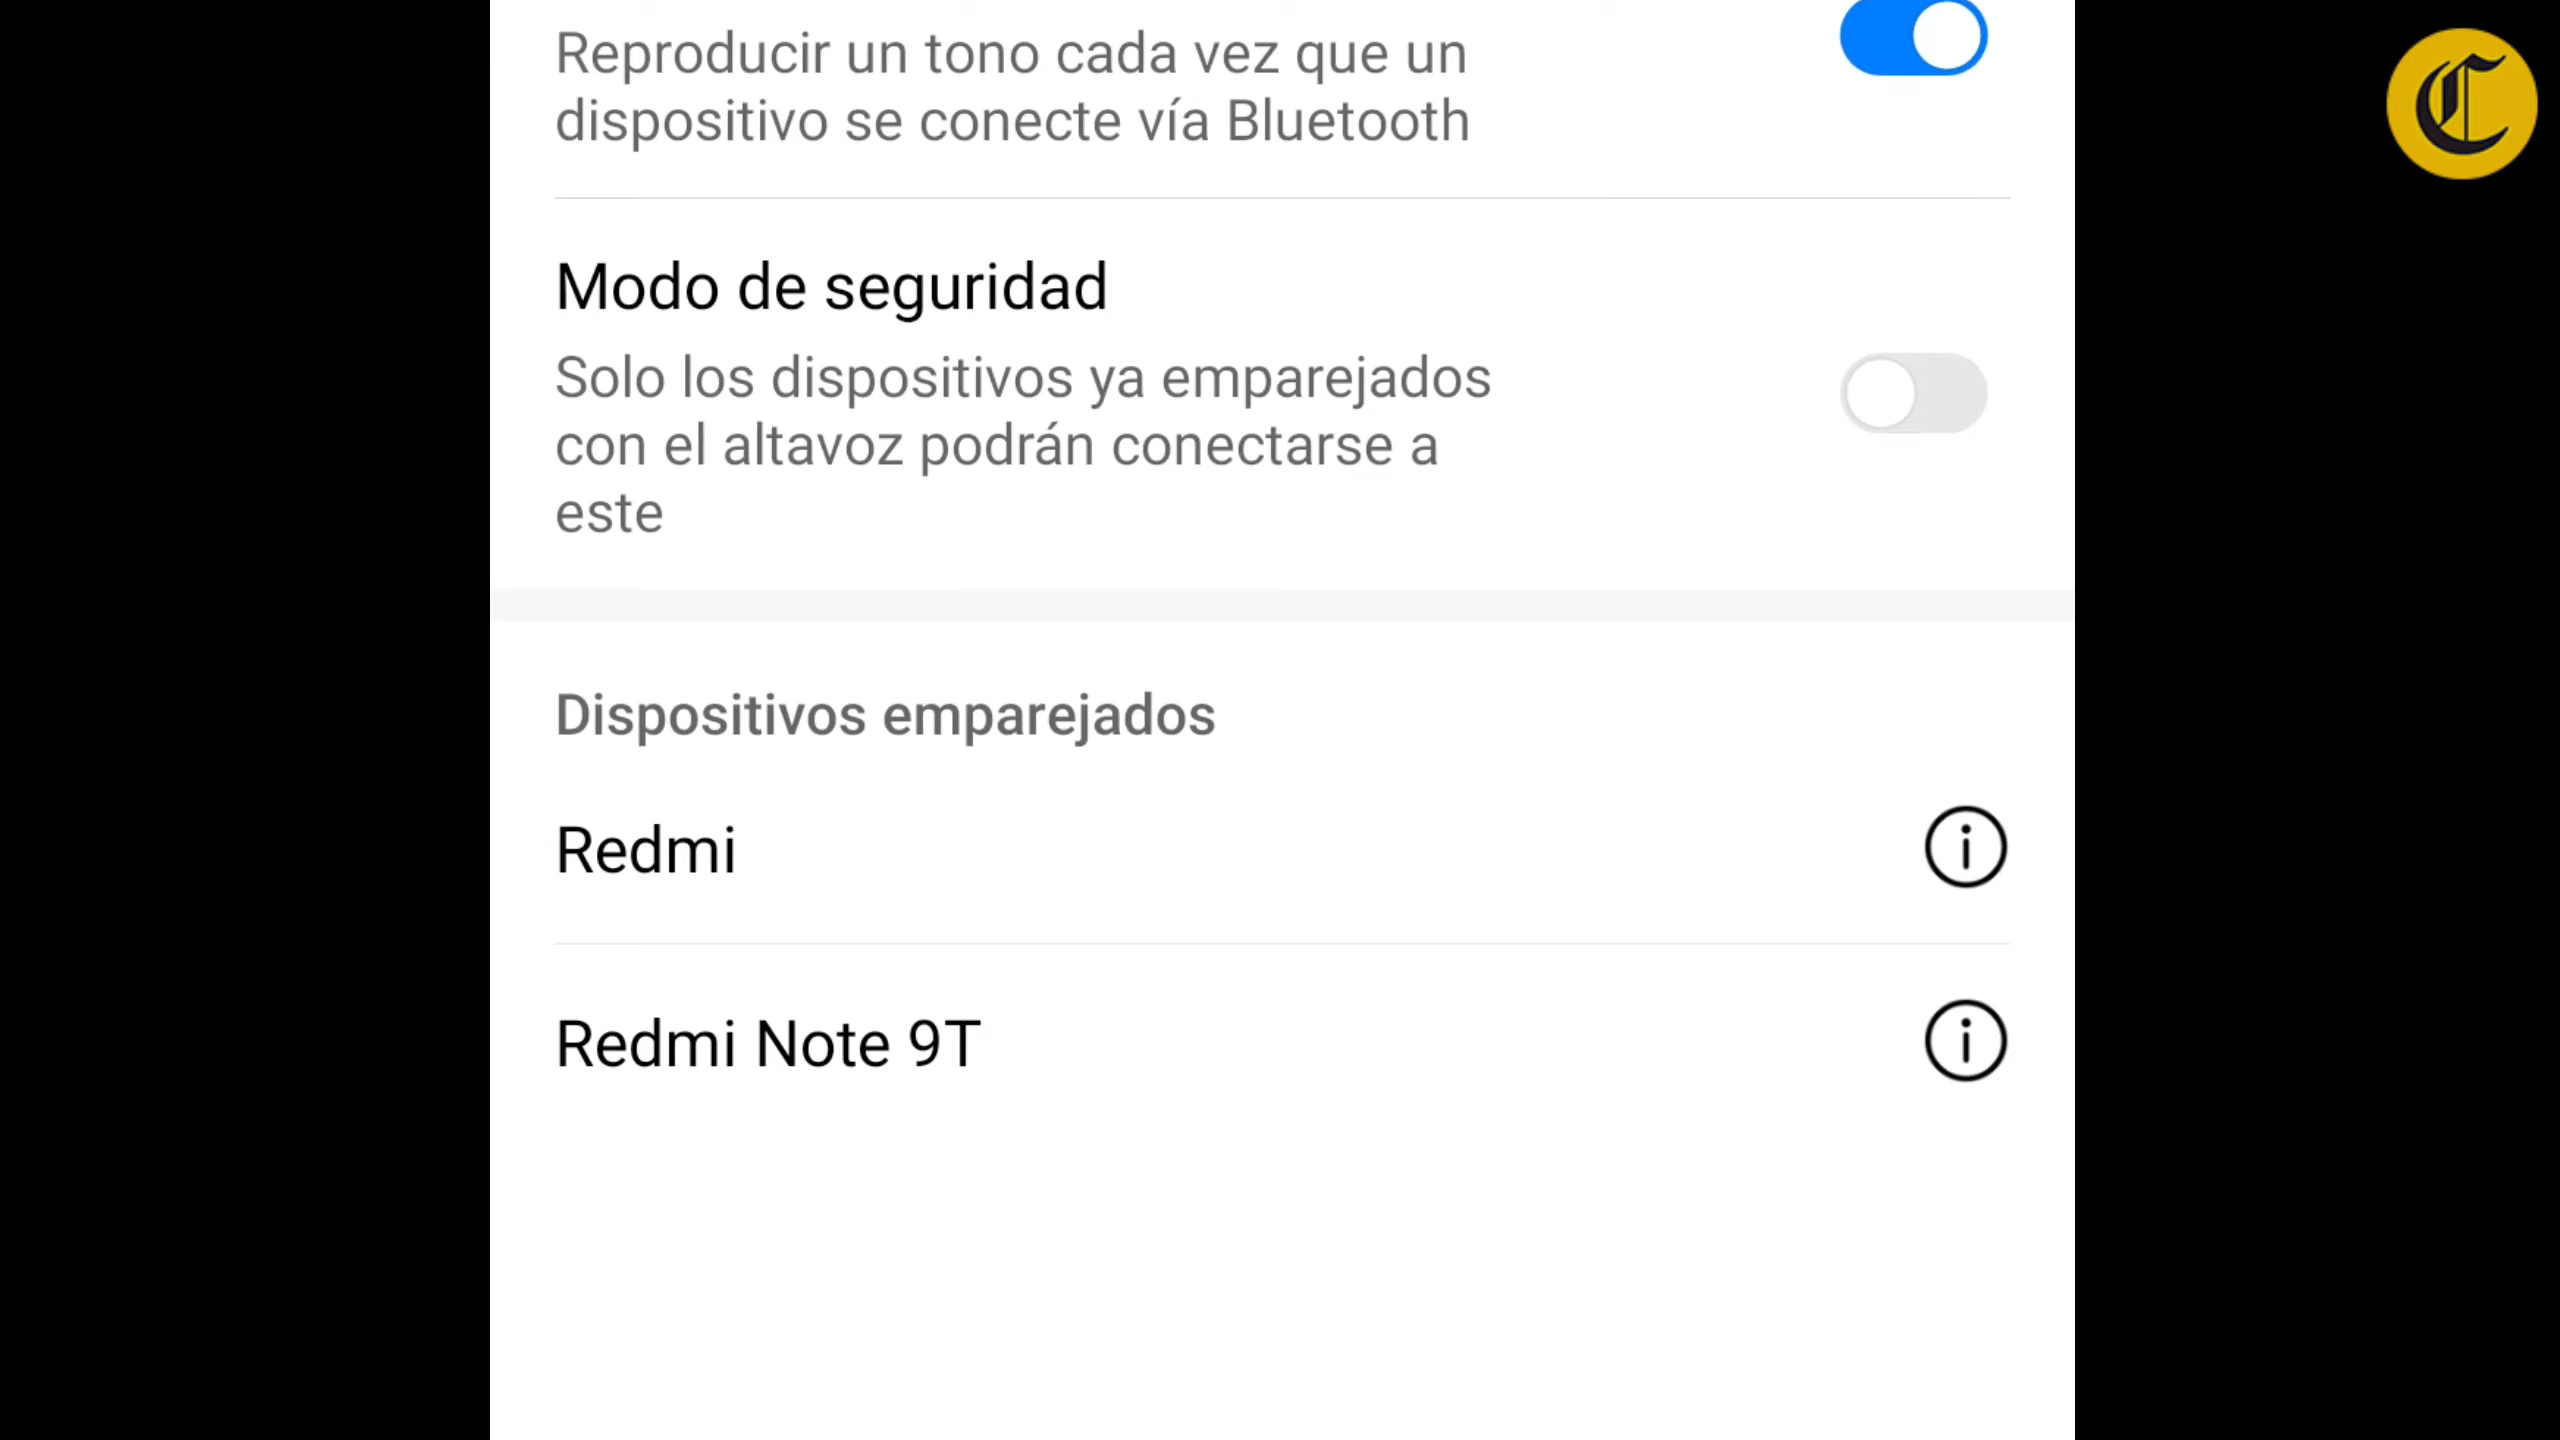 Reproducir un tono cada vez que un
dispositivo se conecte vía Bluetooth
Modo de seguridad
Solo los dispositivos ya emparejados
con el altavoz podrán conectarse a
este
Dispositivos emparejados
Redmi
Redmi Note 9T